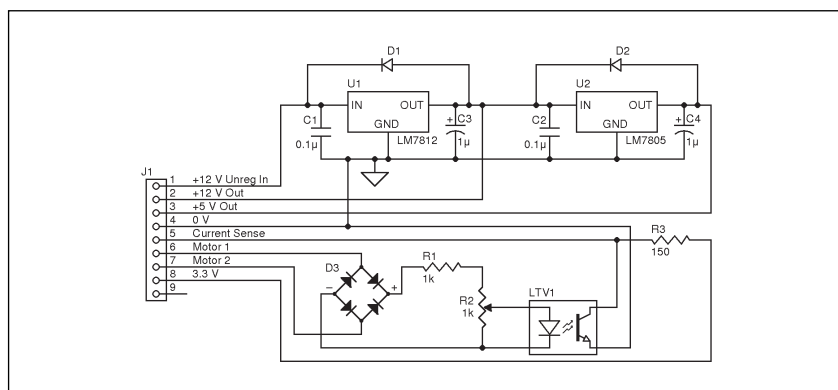 D1
D2
U1
U2
IN
OUT
IN
OUT
GND
GND
LM7812
LM7805
C1
0.1µ
+
C3
1µ
C2
0.1µ
+
C4
1µ
J1
1
+12 V Unreg In
2
+12 V Out
3
+5 V Out
4
0 V
5
Current Sense
6
Motor 1
7
Motor 2
8
3.3 V
9
R3
150
D3
−
+
R1
1k
R2
1k
LTV1